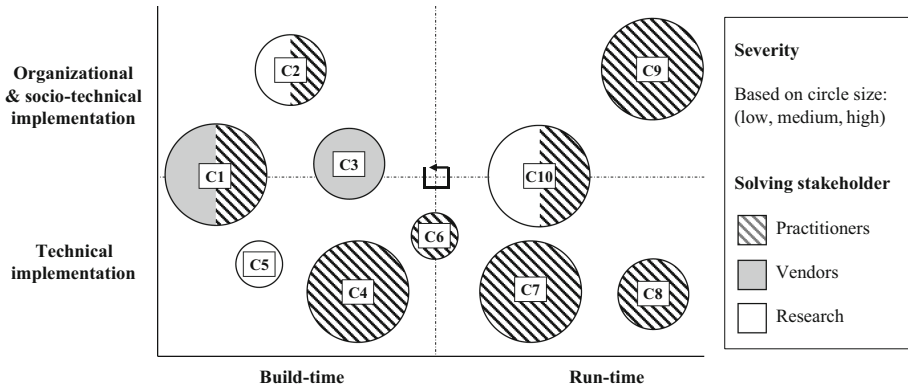 Organizational
& socio-technical
implementation
Technical
implementation
C2
C9
C1
C3
C10
C6
C5
C4
C7
C8
Build-time
Run-time
Severity
Based on circle size:
(low, medium, high)
Solving stakeholder
Practitioners
Vendors
Research